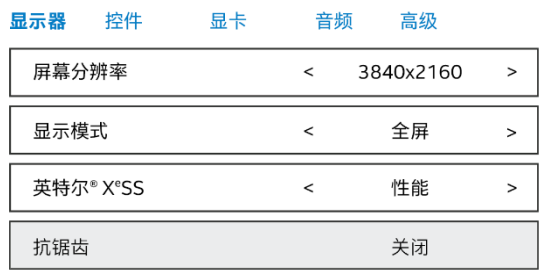 显示器 控件 显卡 音频 高级
屏幕分辨率 < 3840x2160 >
显示模式 < 全屏 >
英特尔® XᵉSS < 性能 >
抗锯齿 关闭